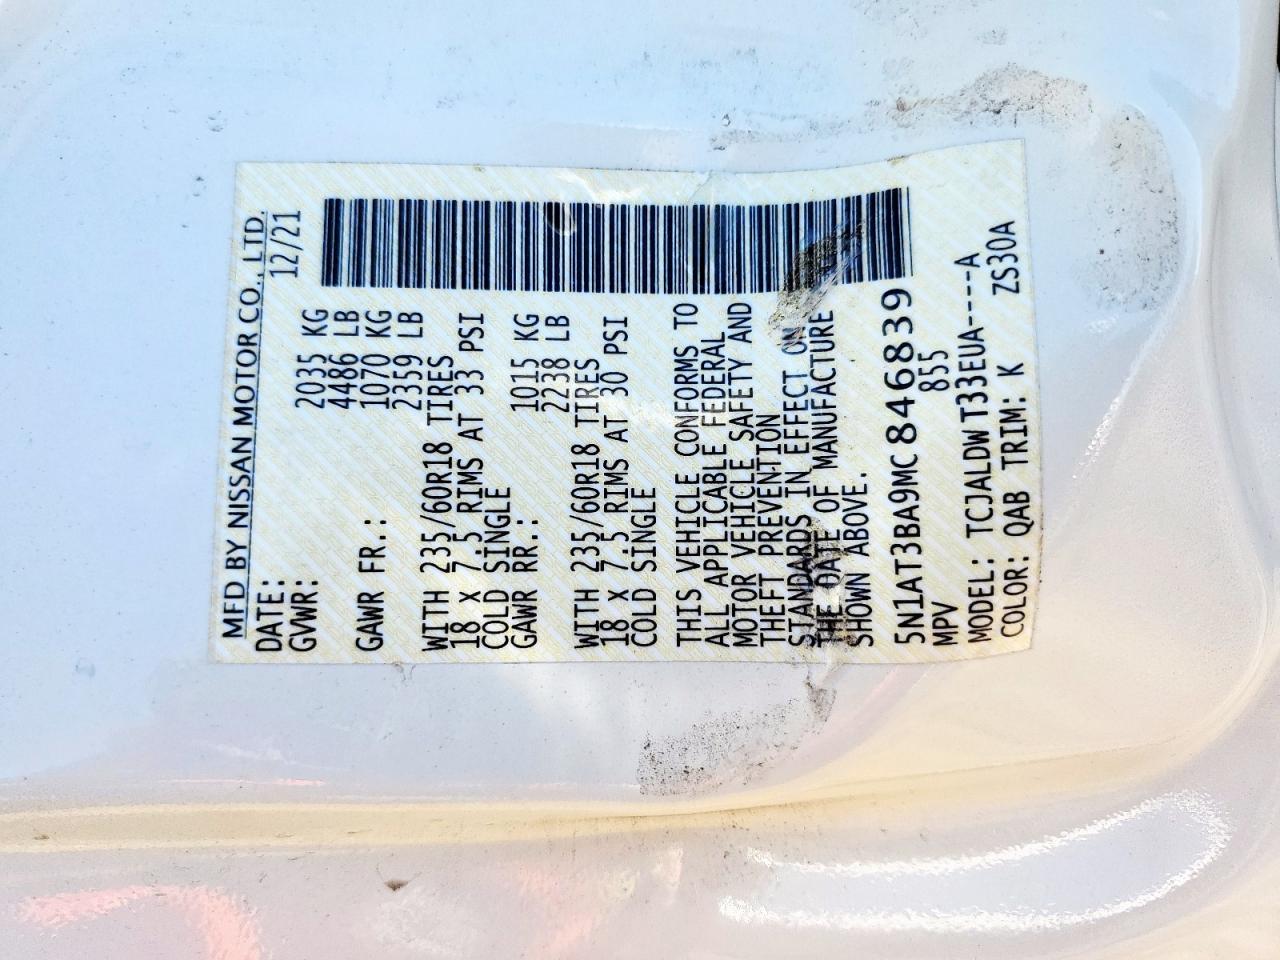 MFD BY NISSAN MOTOR CO., LTD.
DATE: 12/21
GVWR: 2035 KG
4486 LB
GAWR FR.: 1070 KG
2359 LB
WITH 235/60R18 TIRES
18 X 7.5 RIMS AT 33 PSI
COLD SINGLE
GAWR RR.: 1015 KG
2238 LB
WITH 235/60R18 TIRES
18 X 7.5 RIMS AT 30 PSI
COLD SINGLE
THIS VEHICLE CONFORMS TO
ALL APPLICABLE FEDERAL
MOTOR VEHICLE SAFETY AND
THEFT PREVENTION
STANDARDS IN EFFECT ON
THE DATE OF MANUFACTURE
SHOWN ABOVE.
5N1AT3BA9MC846839
MPV 855
MODEL: TCJALDW T33EUA----A
COLOR: QAB TRIM: K ZS30A